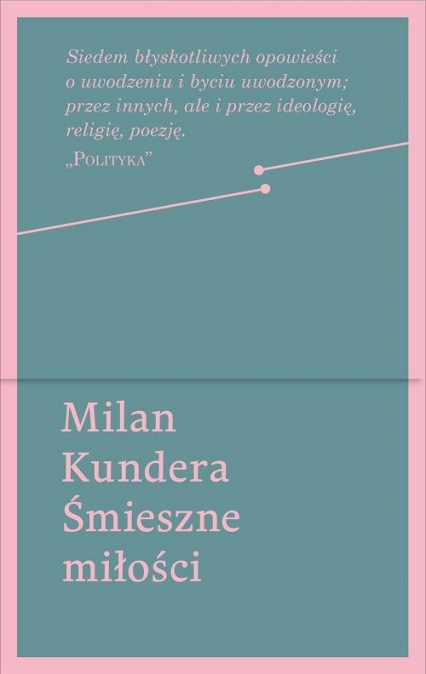 Siedem błyskotliwych opowieści
o uwodzeniu i byciu uwodzonym;
przez innych, ale i przez ideologię,
religię, poezję.
„Polityka”
Milan
Kundera
Śmieszne
miłości